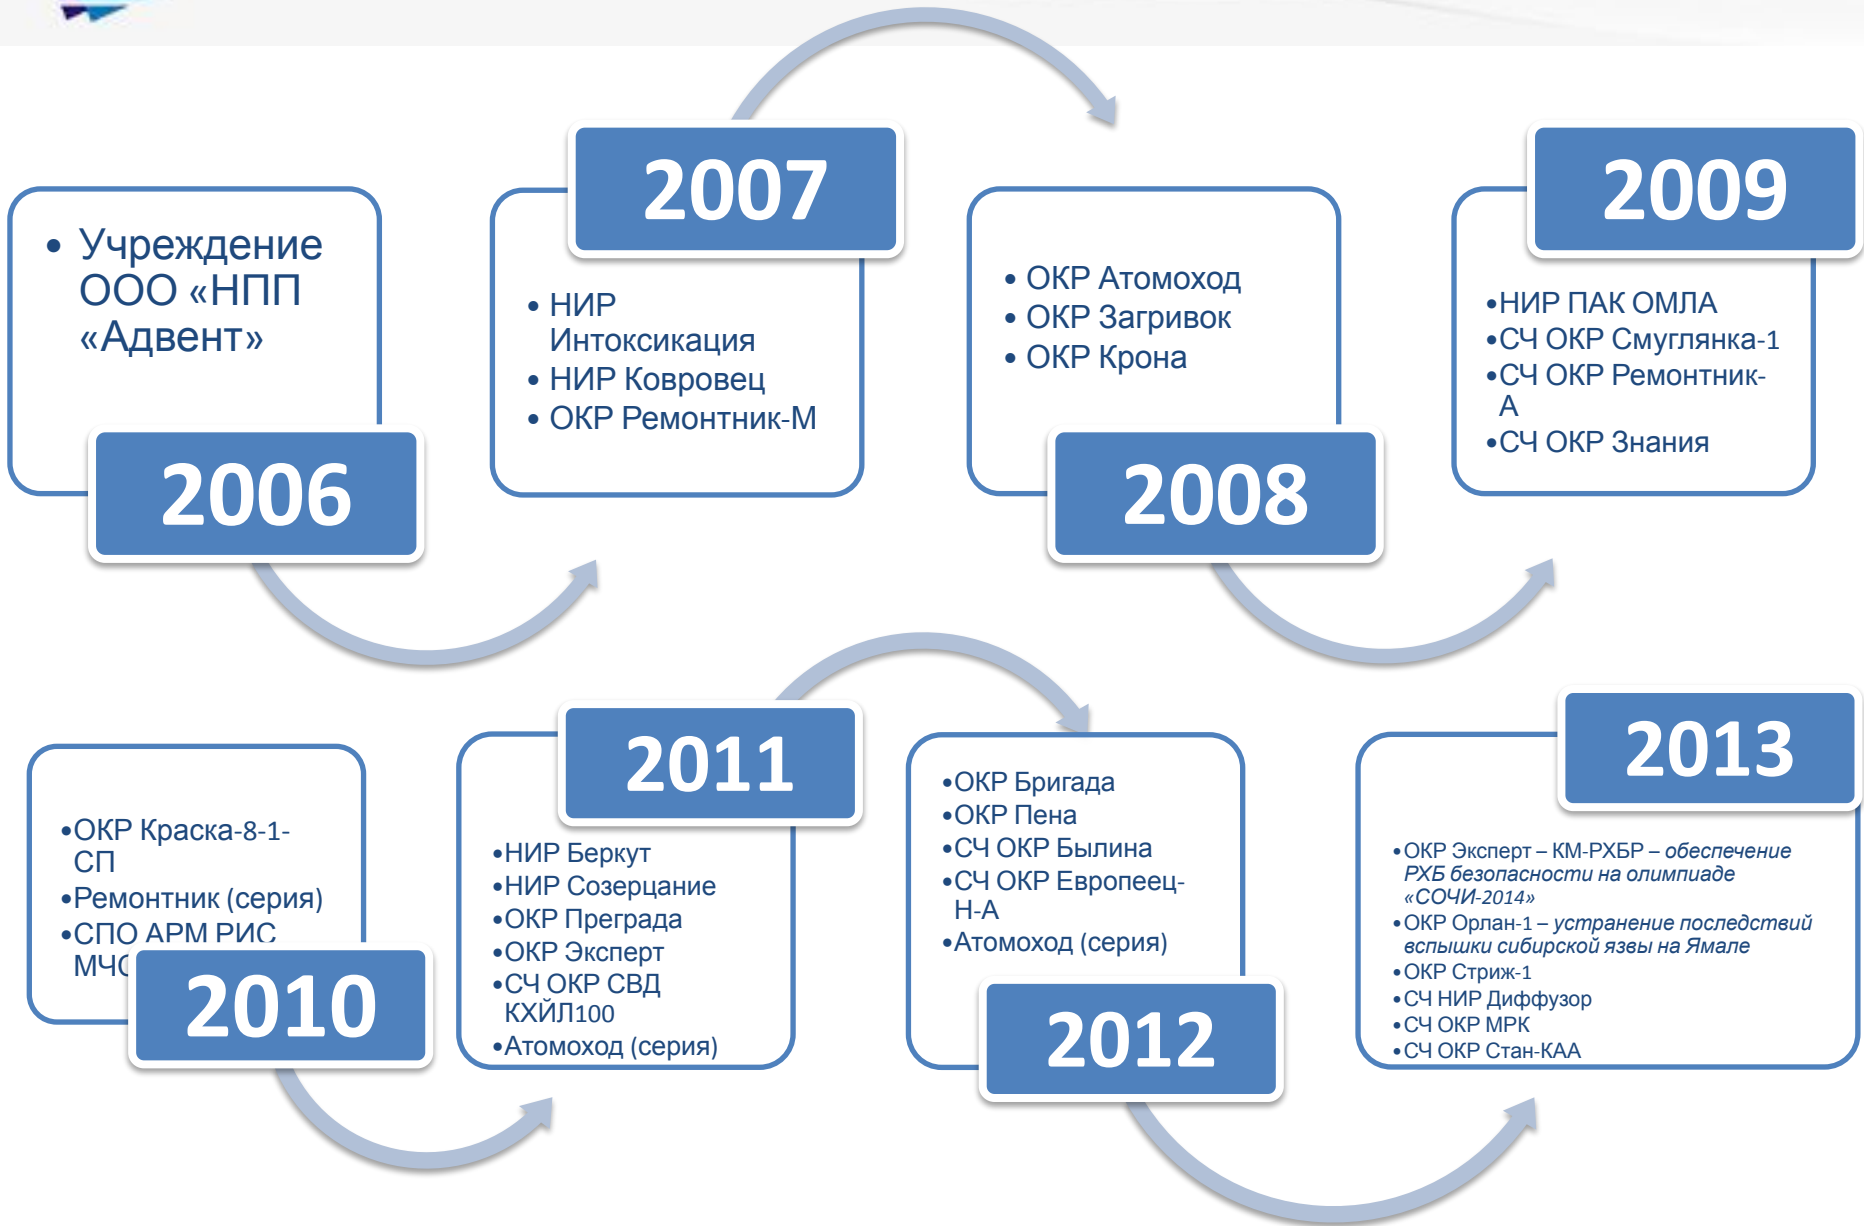 2006
• Учреждение
ООО «НПП
«Адвент»
2007
• НИР
Интоксикация
• НИР Ковровец
• ОКР Ремонтник-М
2008
• ОКР Атомоход
• ОКР Загривок
• ОКР Крона
2009
•НИР ПАК ОМЛА
•СЧ ОКР Смуглянка-1
•СЧ ОКР Ремонтник-
А
•СЧ ОКР Знания
2010
•ОКР Краска-8-1-
СП
•Ремонтник (серия)
•СПО АРМ РИС
2011
•НИР Беркут
•НИР Созерцание
•ОКР Преграда
•ОКР Эксперт
•СЧ ОКР СВД
КХЙЛ100
•Атомоход (серия)
2012
•ОКР Бригада
•ОКР Пена
•СЧ ОКР Былина
•СЧ ОКР Европеец-
Н-А
•Атомоход (серия)
2013
•ОКР Эксперт – КМ-РХБР – обеспечение
РХБ безопасности на олимпиаде
«СОЧИ-2014»
•ОКР Орлан-1 – устранение последствий
вспышки сибирской язвы на Ямале
•ОКР Стриж-1
•СЧ НИР Диффузор
•СЧ ОКР МРК
•СЧ ОКР Стан-КАА